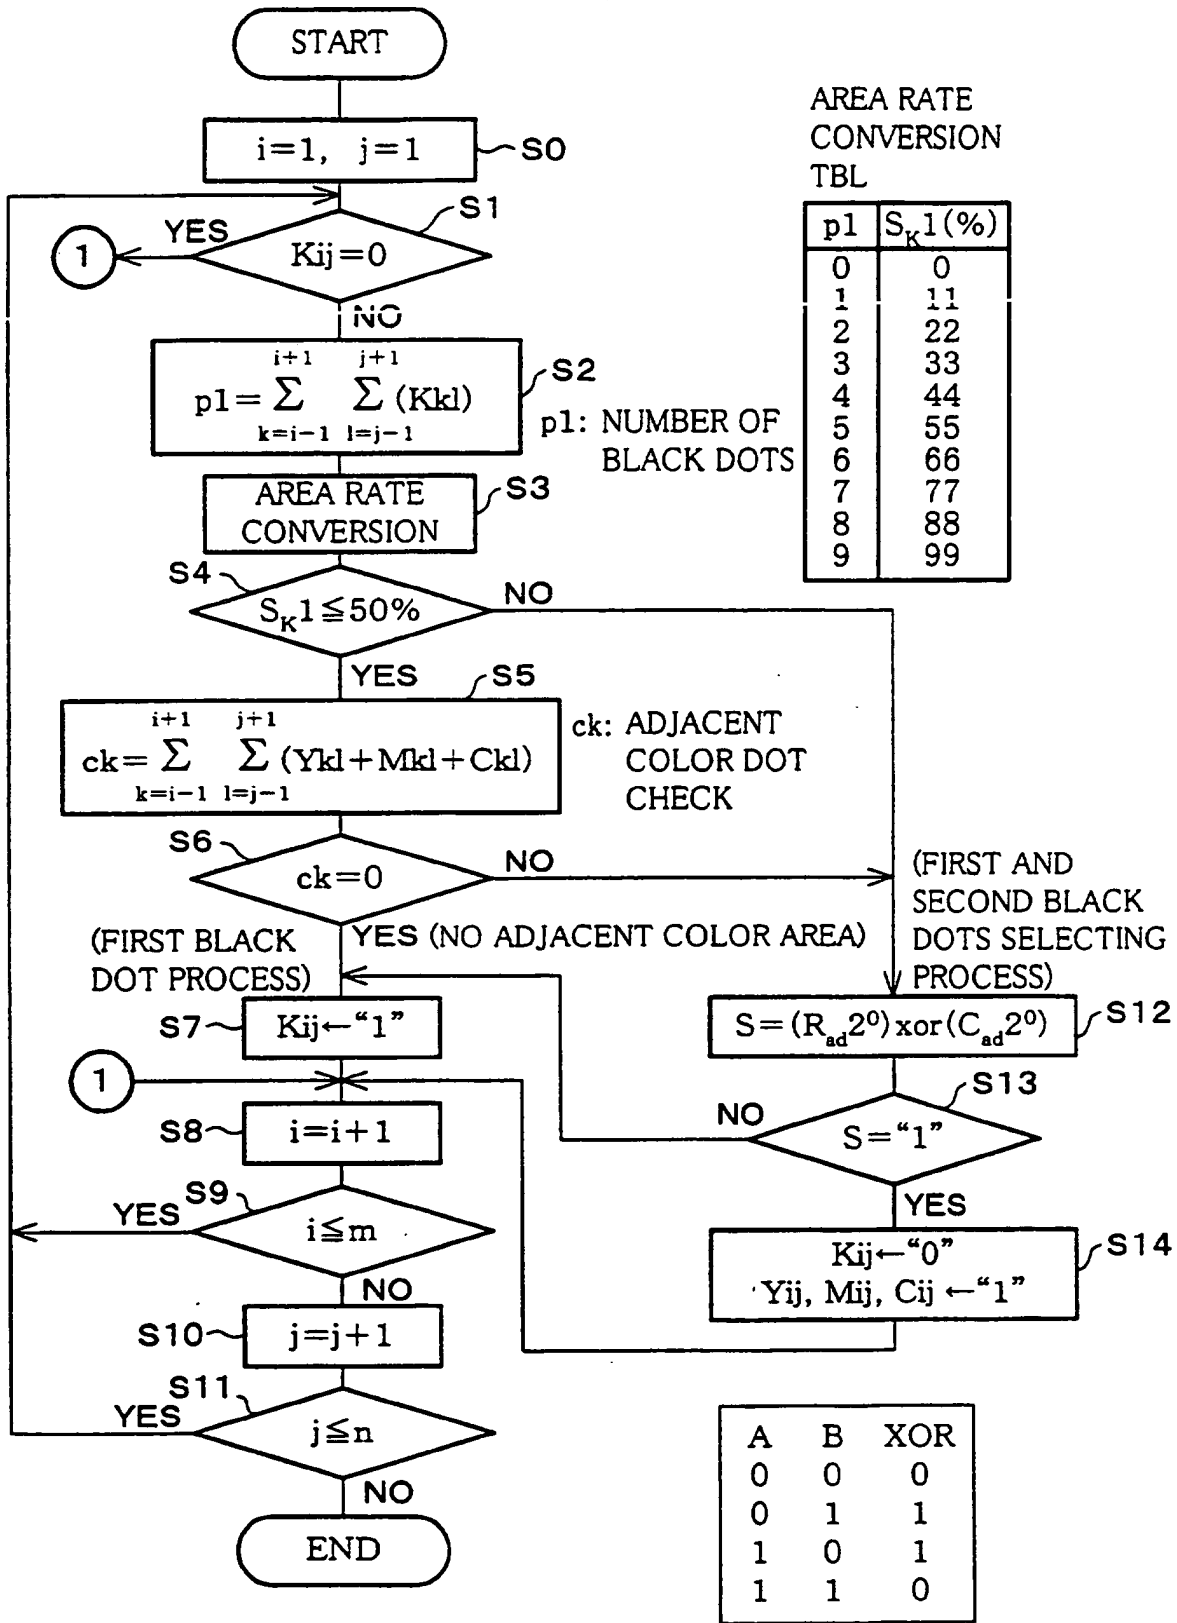 START
i=1, j=1
S0
S1
YES
1
Kij=0
NO
i+1 j+1
p1=Σ Σ(Kkl)
k=i-1 l=j-1
S2
p1: NUMBER OF
BLACK DOTS
AREA RATE
CONVERSION
S3
S4
S_K1≦50%
NO
YES
S5
i+1 j+1
ck=Σ Σ(Ykl+Mkl+Ckl)
k=i-1 l=j-1
ck: ADJACENT
COLOR DOT
CHECK
S6
ck=0
NO
YES (NO ADJACENT COLOR AREA)
(FIRST BLACK
DOT PROCESS)
S7
Kij←“1”
1
S8
i=i+1
S9
YES
i≦m
NO
S10
j=j+1
S11
YES
j≦n
NO
END
AREA RATE
CONVERSION
TBL
p1 S_K1(%)
0 0
1 11
2 22
3 33
4 44
5 55
6 66
7 77
8 88
9 99
(FIRST AND
SECOND BLACK
DOTS SELECTING
PROCESS)
S=(R_ad2⁰)xor(C_ad2⁰)
S12
S13
NO
S=“1”
YES
Kij←“0”
Yij, Mij, Cij ←“1”
S14
A B XOR
0 0 0
0 1 1
1 0 1
1 1 0